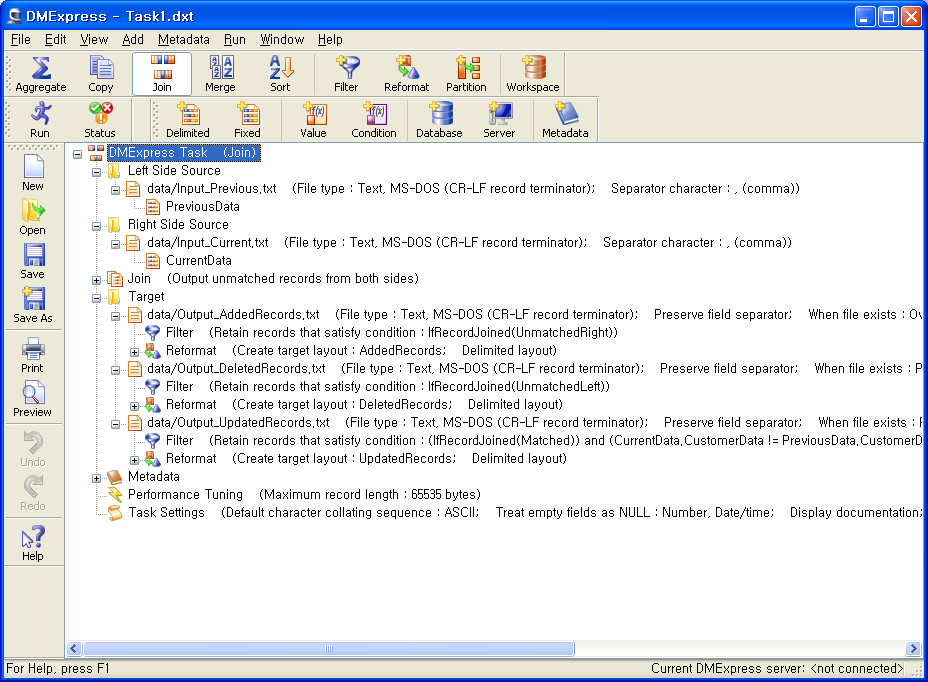 DMExpress - Task1.dxt
File Edit View Add Metadata Run Window Help
Aggregate Copy Join Merge Sort Filter Reformat Partition Workspace
Run Status Delimited Fixed Value Condition Database Server Metadata
New
Open
Save
Save As
Print
Preview
Undo
Redo
Help
DMExpress Task (Join)
Left Side Source
data/Input_Previous.txt (File type : Text, MS-DOS (CR-LF record terminator); Separator character : , (comma))
PreviousData
Right Side Source
data/Input_Current.txt (File type : Text, MS-DOS (CR-LF record terminator); Separator character : , (comma))
CurrentData
Join (Output unmatched records from both sides)
Target
data/Output_AddedRecords.txt (File type : Text, MS-DOS (CR-LF record terminator); Preserve field separator; When file exists : Ov
Filter (Retain records that satisfy condition : IfRecordJoined(UnmatchedRight))
Reformat (Create target layout : AddedRecords; Delimited layout)
data/Output_DeletedRecords.txt (File type : Text, MS-DOS (CR-LF record terminator); Preserve field separator; When file exists :
Filter (Retain records that satisfy condition : IfRecordJoined(UnmatchedLeft))
Reformat (Create target layout : DeletedRecords; Delimited layout)
data/Output_UpdatedRecords.txt (File type : Text, MS-DOS (CR-LF record terminator); Preserve field separator; When file exists :
Filter (Retain records that satisfy condition : (IfRecordJoined(Matched)) and (CurrentData.CustomerData != PreviousData.CustomerD
Reformat (Create target layout : UpdatedRecords; Delimited layout)
Metadata
Performance Tuning (Maximum record length : 65535 bytes)
Task Settings (Default character collating sequence : ASCII; Treat empty fields as NULL : Number, Date/time; Display documentation;
For Help, press F1
Current DMExpress server: <not connected>